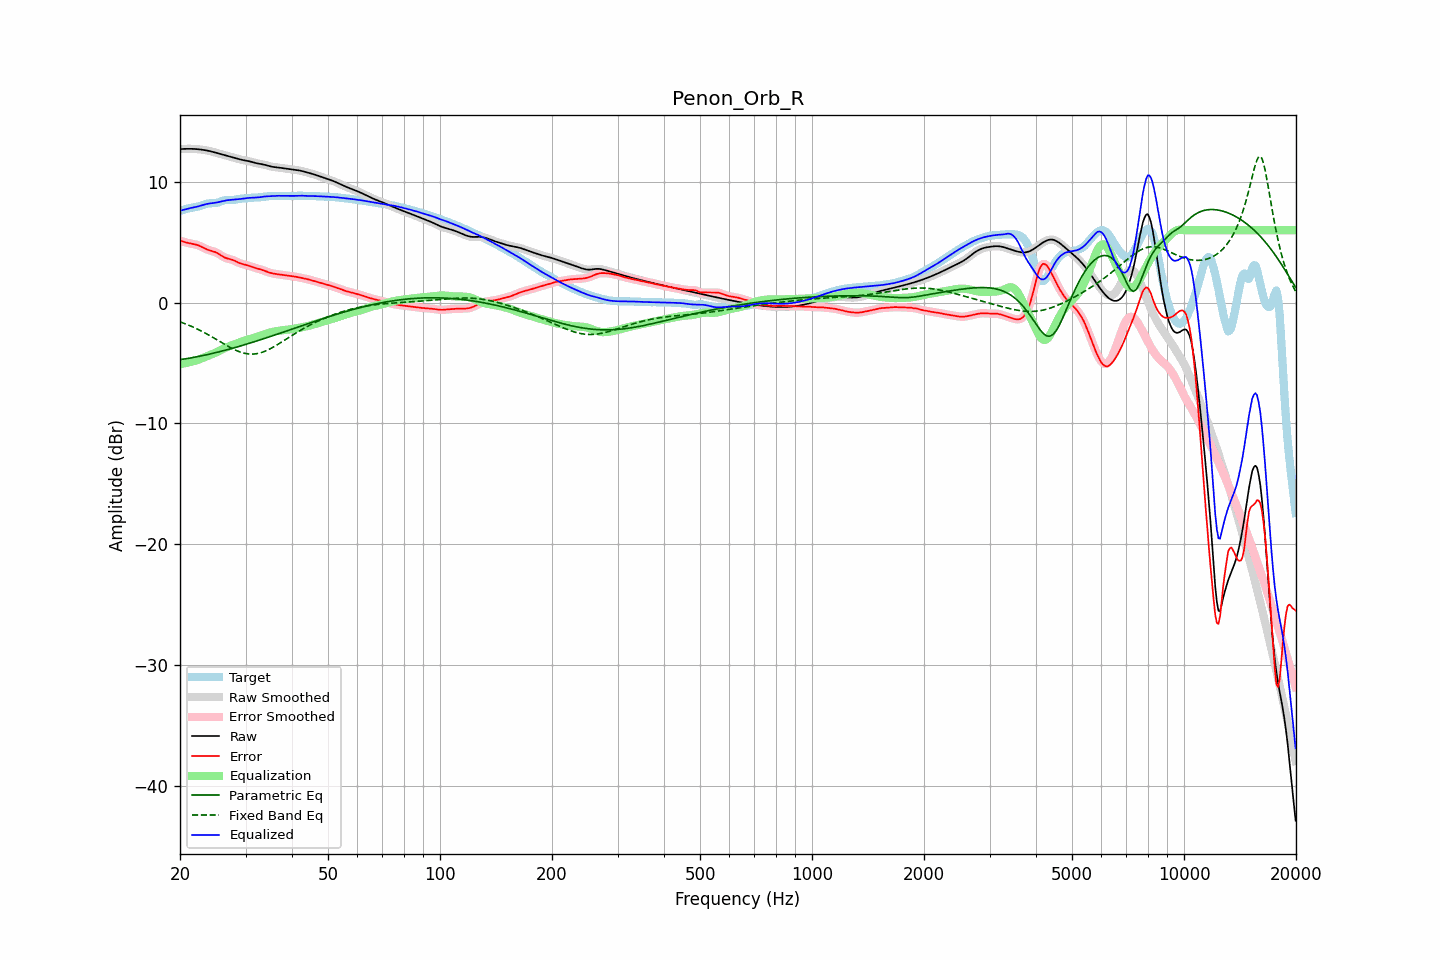 Penon_Orb_R
Amplitude (dBr)
10
0
−10
−20
−30
−40
Target
Raw Smoothed
Error Smoothed
Raw
Error
Equalization
Parametric Eq
Fixed Band Eq
Equalized
20 50 100 200 500 1000 2000 5000 10000 20000
Frequency (Hz)